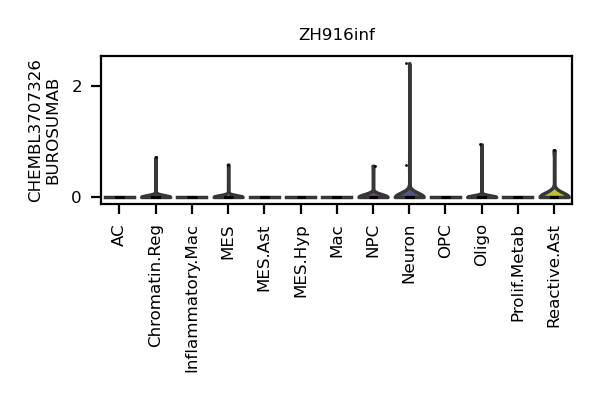 ZH916inf
CHEMBL3707326
BUROSUMAB
2
0
AC
Chromatin.Reg
Inflammatory.Mac
MES
MES.Ast
MES.Hyp
Mac
NPC
Neuron
OPC
Oligo
Prolif.Metab
Reactive.Ast